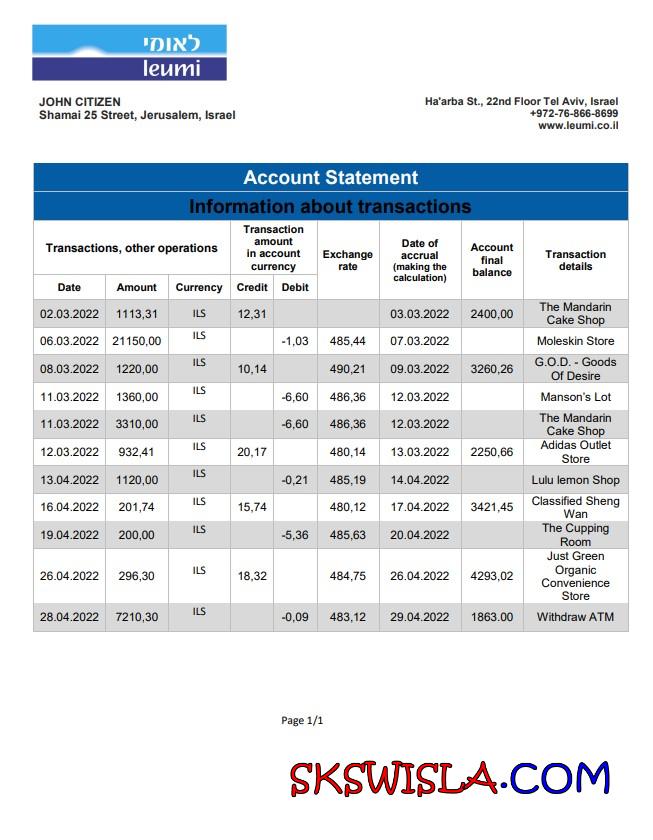 לאומי
leumi
JOHN CITIZEN
Shamai 25 Street, Jerusalem, Israel
Ha'arba St., 22nd Floor Tel Aviv, Israel
+972-76-866-8699
www.leumi.co.il
Account Statement
Information about transactions
Transactions, other operations
Transaction
amount
in account
currency
Exchange
rate
Date of
accrual
(making the
calculation)
Account
final
balance
Transaction
details
Date Amount Currency Credit Debit
02.03.2022 1113,31 ILS 12,31 03.03.2022 2400,00 The Mandarin
Cake Shop
06.03.2022 21150,00 ILS -1,03 485,44 07.03.2022 Moleskin Store
08.03.2022 1220,00 ILS 10,14 490,21 09.03.2022 3260,26 G.O.D. - Goods
Of Desire
11.03.2022 1360,00 ILS -6,60 486,36 12.03.2022 Manson's Lot
11.03.2022 3310,00 ILS -6,60 486,36 12.03.2022 The Mandarin
Cake Shop
12.03.2022 932,41 ILS 20,17 480,14 13.03.2022 2250,66 Adidas Outlet
Store
13.04.2022 1120,00 ILS -0,21 485,19 14.04.2022 Lulu lemon Shop
16.04.2022 201,74 ILS 15,74 480,12 17.04.2022 3421,45 Classified Sheng
Wan
19.04.2022 200,00 ILS -5,36 485,63 20.04.2022 The Cupping
Room
26.04.2022 296,30 ILS 18,32 484,75 26.04.2022 4293,02 Just Green
Organic
Convenience
Store
28.04.2022 7210,30 ILS -0,09 483,12 29.04.2022 1863.00 Withdraw ATM
Page 1/1
SKSWISLA.COM